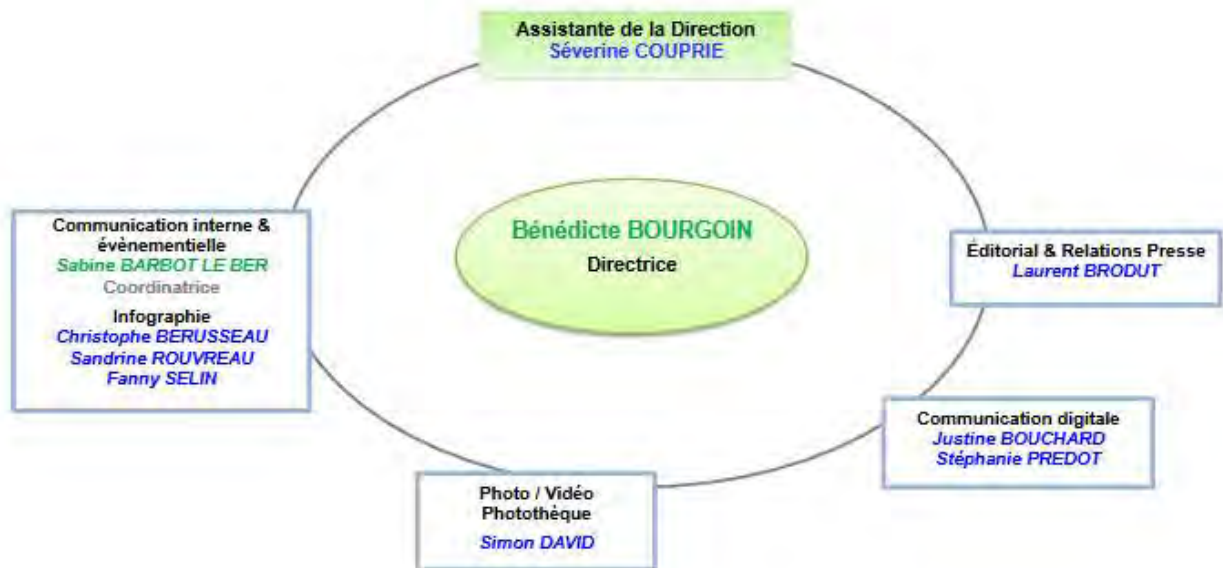 Assistante de la Direction
Séverine COUPRIE
Bénédicte BOURGOIN
Directrice
Communication interne &
évènementielle
Sabine BARBOT LE BER
Coordinatrice
Infographie
Christophe BERUSSEAU
Sandrine ROUVREAU
Fanny SELIN
Éditorial & Relations Presse
Laurent BRODUT
Communication digitale
Justine BOUCHARD
Stéphanie PREDOT
Photo / Vidéo
Photothèque
Simon DAVID